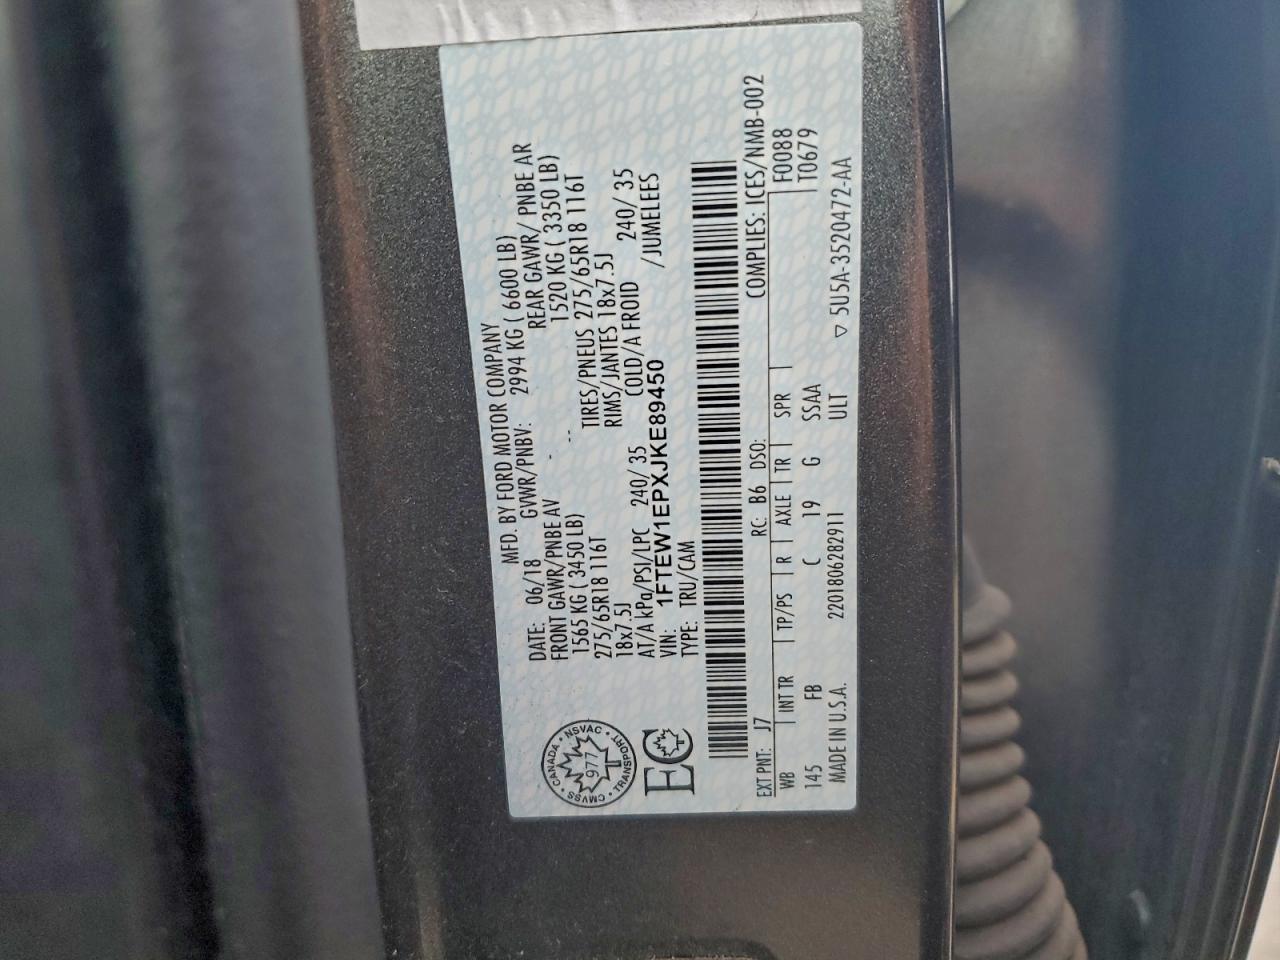 MFD. BY FORD MOTOR COMPANY
DATE: 06/18 GVWR/PNBV: 2994 KG ( 6600 LB)
FRONT GAWR/PNBE AV REAR GAWR/ PNBE AR
1565 KG ( 3450 LB) 1520 KG ( 3350 LB)
275/65R18 116T TIRES/PNEUS 275/65R18 116T
18x7.5J RIMS/JANTES 18x7.5J
AT/A kPa/PSI/LPC 240/ 35 COLD/A FROID 240/ 35
VIN: 1FTEW1EPXJKE89450 /JUMELEES
TYPE: TRU/CAM
CANADA • NSVAC • TRANSPORT • CMVSS
977
EC
EXT PNT: J7 RC: B6 DSO: COMPLIES: ICES/NMB-002
WB INT TR TP/PS R AXLE TR SPR F0088
145 FB C 19 G SSAA T0679
MADE IN U.S.A. 2201806282911 ULT ▽ 5U5A-3520472-AA